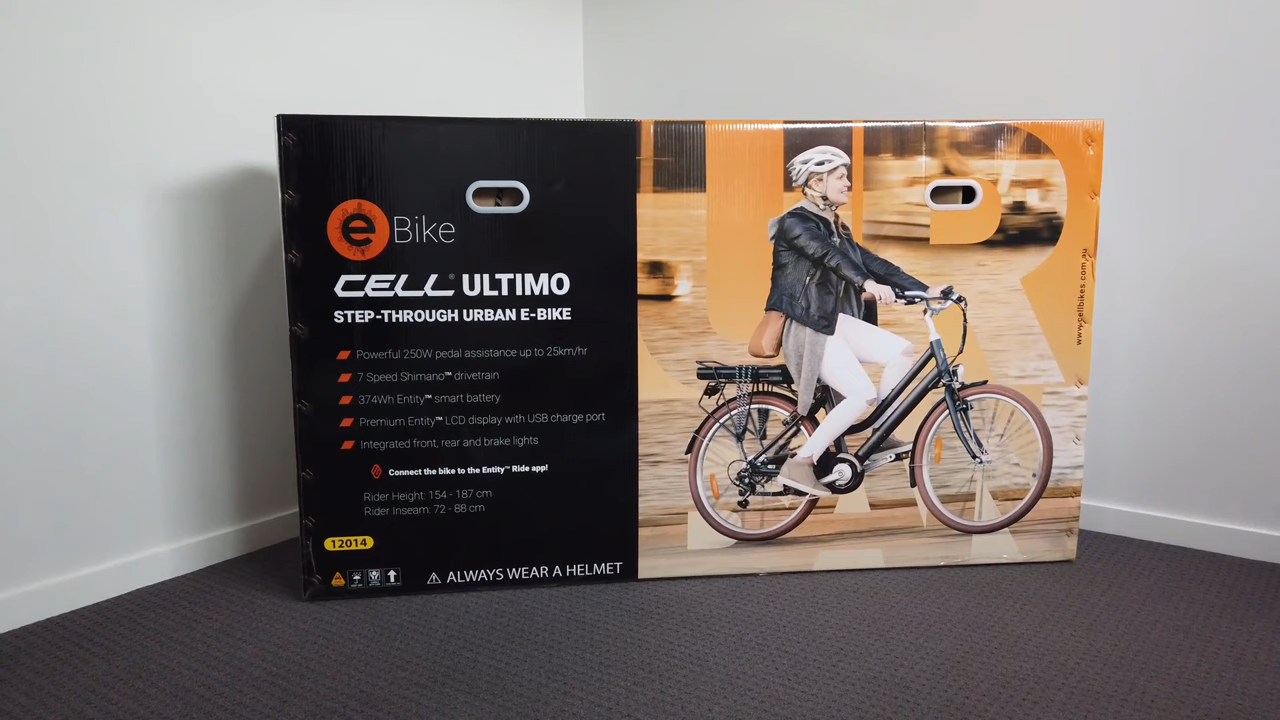 e Bike
CELL® ULTIMO
STEP-THROUGH URBAN E-BIKE
Powerful 250W pedal assistance up to 25km/hr
7 Speed Shimano™ drivetrain
374Wh Entity™ smart battery
Premium Entity™ LCD display with USB charge port
Integrated front, rear and brake lights
Connect the bike to the Entity™ Ride app!
Rider Height: 154 - 187 cm
Rider Inseam: 72 - 88 cm
12014
ALWAYS WEAR A HELMET
UR
www.cellbikes.com.au